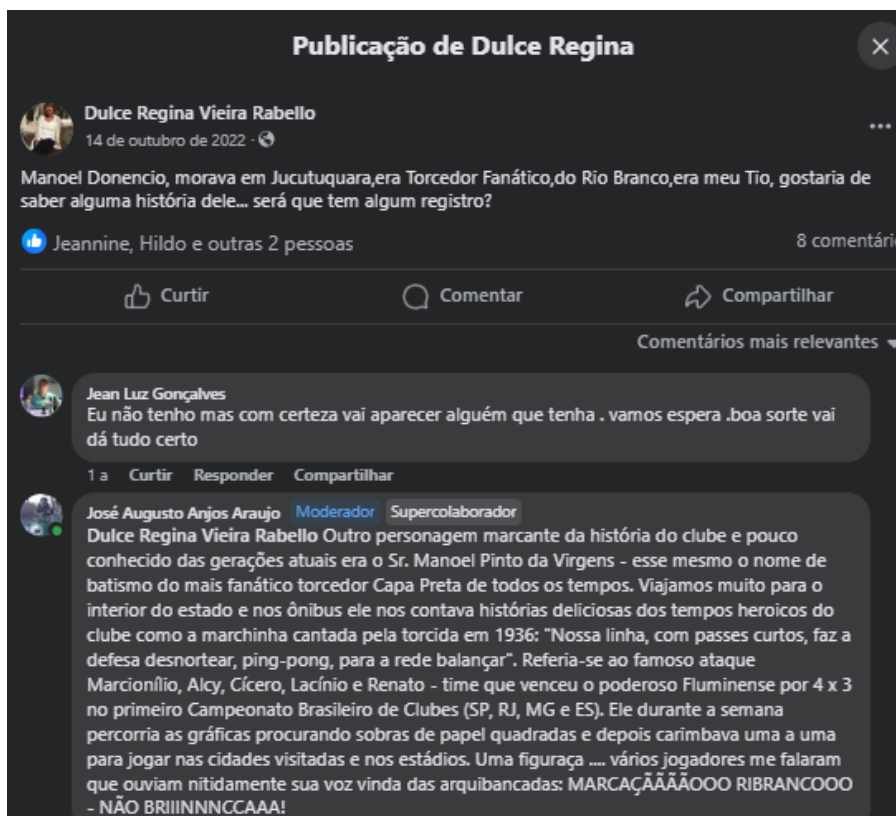 Publicação de Dulce Regina
Dulce Regina Vieira Rabello
14 de outubro de 2022 ·
Manoel Donencio, morava em Jucutuquara,era Torcedor Fanático,do Rio Branco,era meu Tio, gostaria de
saber alguma história dele... será que tem algum registro?
Jeannine, Hildo e outras 2 pessoas
8 comentário
Curtir
Comentar
Compartilhar
Comentários mais relevantes
Jean Luz Gonçalves
Eu não tenho mas com certeza vai aparecer alguém que tenha . vamos espera .boa sorte vai
dá tudo certo
1 a Curtir Responder Compartilhar
José Augusto Anjos Araujo Moderador Supercolaborador
Dulce Regina Vieira Rabello Outro personagem marcante da história do clube e pouco
conhecido das gerações atuais era o Sr. Manoel Pinto da Virgens - esse mesmo o nome de
batismo do mais fanático torcedor Capa Preta de todos os tempos. Viajamos muito para o
interior do estado e nos ônibus ele nos contava histórias deliciosas dos tempos heroicos do
clube como a marchinha cantada pela torcida em 1936: "Nossa linha, com passes curtos, faz a
defesa desnortear, ping-pong, para a rede balançar". Referia-se ao famoso ataque
Marcionílio, Alcy, Cícero, Lacínio e Renato - time que venceu o poderoso Fluminense por 4 x 3
no primeiro Campeonato Brasileiro de Clubes (SP, RJ, MG e ES). Ele durante a semana
percorria as gráficas procurando sobras de papel quadradas e depois carimbava uma a uma
para jogar nas cidades visitadas e nos estádios. Uma figuraça .... vários jogadores me falaram
que ouviam nitidamente sua voz vinda das arquibancadas: MARCAÇÃÃÃÃOOO RIBRANCOOO
- NÃO BRIIINNNCCAAA!